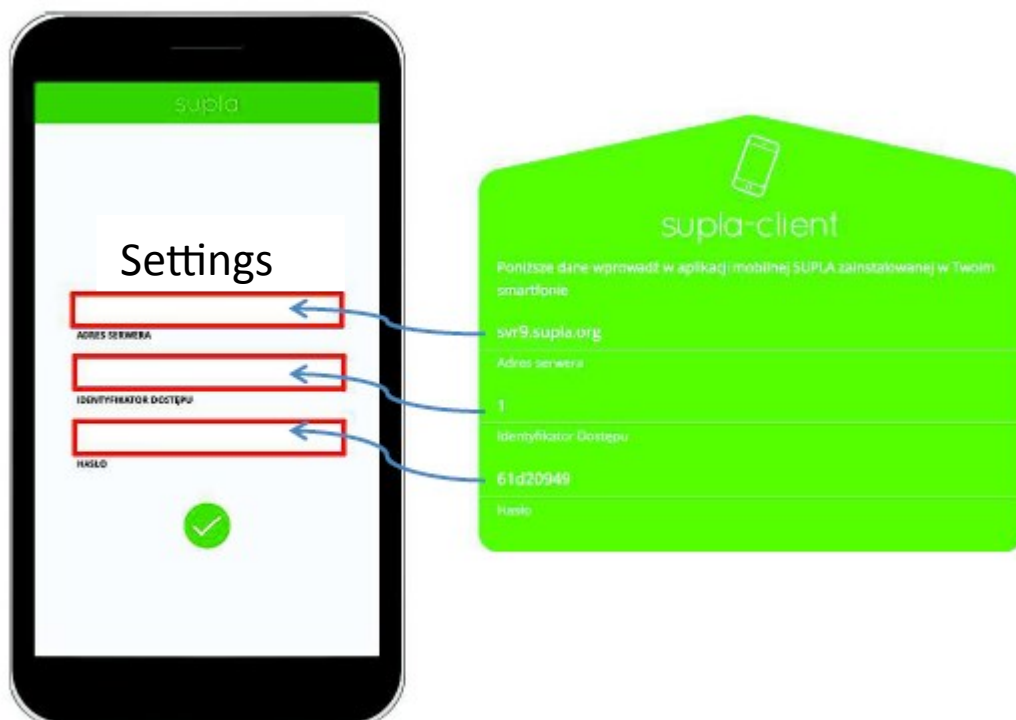 supla
Settings
ADRES SERWERA
IDENTYFIKATOR DOSTĘPU
HASŁO
supla-client
Poniższe dane wprowadź w aplikacji mobilnej SUPLA zainstalowanej w Twoim
smartfonie
svr9.supla.org
Adres serwera
1
Identyfikator Dostępu
61d20949
Hasło